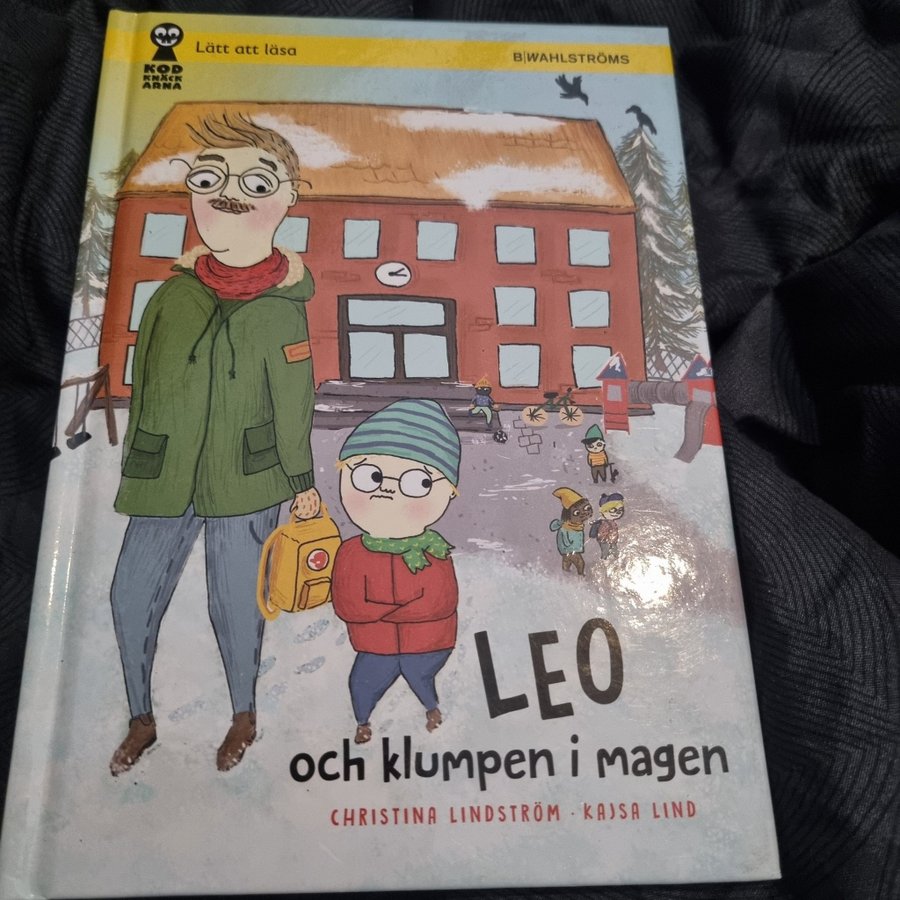 KOD
KNÄCK
ARNA
Lätt att läsa
B|WAHLSTRÖMS
LEO
och klumpen i magen
CHRISTINA LINDSTRÖM · KAJSA LIND